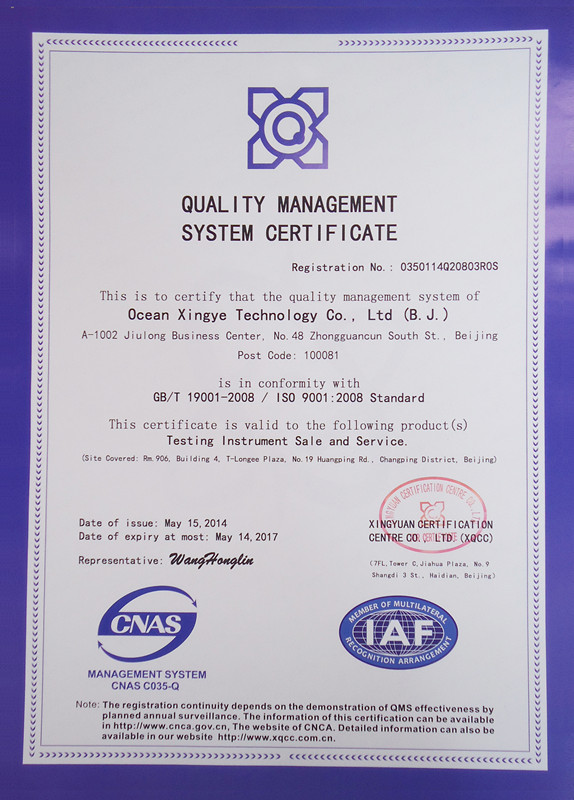 QUALITY MANAGEMENT
SYSTEM CERTIFICATE
Registration No.: 0350114Q20803R0S
This is to certify that the quality management system of
Ocean Xingye Technology Co., Ltd (B.J.)
A-1002 Jiulong Business Center, No.48 Zhongguancun South St., Beijing
Post Code: 100081
is in conformity with
GB/T 19001-2008 / ISO 9001:2008 Standard
This certificate is valid to the following product(s)
Testing Instrument Sale and Service.
(Site Covered: Rm.906, Building 4, T-Longee Plaza, No.19 Huangping Rd., Changping District, Beijing)
Date of issue: May 15,2014
Date of expiry at most: May 14,2017
Representative: WangHonglin
XINGYUAN CERTIFICATION CENTRE CO., LTD.
XINGYUAN CERTIFICATION
CENTRE CO., LTD. (XQCC)
(7FL, Tower C, Jiahua Plaza, No.9
Shangdi 3 St., Haidian, Beijing)
CNAS
MANAGEMENT SYSTEM
CNAS C035-Q
MEMBER OF MULTILATERAL
IAF
RECOGNITION ARRANGEMENT
Note: The registration continuity depends on the demonstration of QMS effectiveness by
planned annual surveillance. The information of this certification can be available
in http://www.cnca.gov.cn, The website of CNCA. Detailed information can also be
available in our website http://www.xqcc.com.cn.